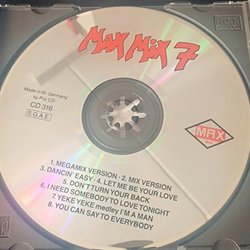 Max Mix 7
Made in W. Germany
by P+O CD
CD 316
S.G.A.E.
MAX
1. MEGAMIX VERSION - 2. MIX VERSION
3. DANCIN' EASY - 4. LET ME BE YOUR LOVE
5. DON'T TURN YOUR BACK
6. I NEED SOMEBODY TO LOVE TONIGHT
7. YEKE YEKE medley I'M A MAN
8. YOU CAN SAY TO EVERYBODY